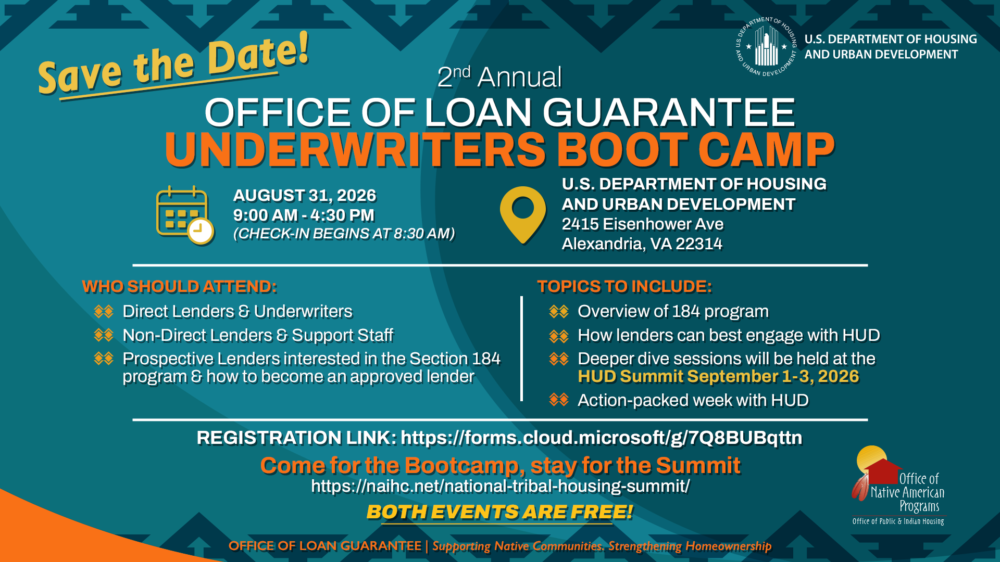 Save the Date!
U.S. DEPARTMENT OF HOUSING AND URBAN DEVELOPMENT
U.S. DEPARTMENT OF HOUSING
AND URBAN DEVELOPMENT
2nd Annual
OFFICE OF LOAN GUARANTEE
UNDERWRITERS BOOT CAMP
AUGUST 31, 2026
9:00 AM - 4:30 PM
(CHECK-IN BEGINS AT 8:30 AM)
U.S. DEPARTMENT OF HOUSING
AND URBAN DEVELOPMENT
2415 Eisenhower Ave
Alexandria, VA 22314
WHO SHOULD ATTEND:
Direct Lenders & Underwriters
Non-Direct Lenders & Support Staff
Prospective Lenders interested in the Section 184
program & how to become an approved lender
TOPICS TO INCLUDE:
Overview of 184 program
How lenders can best engage with HUD
Deeper dive sessions will be held at the
HUD Summit September 1-3, 2026
Action-packed week with HUD
REGISTRATION LINK: https://forms.cloud.microsoft/g/7Q8BUBqttn
Come for the Bootcamp, stay for the Summit
https://naihc.net/national-tribal-housing-summit/
BOTH EVENTS ARE FREE!
Office of
Native American
Programs
Office of Public & Indian Housing
OFFICE OF LOAN GUARANTEE | Supporting Native Communities. Strengthening Homeownership